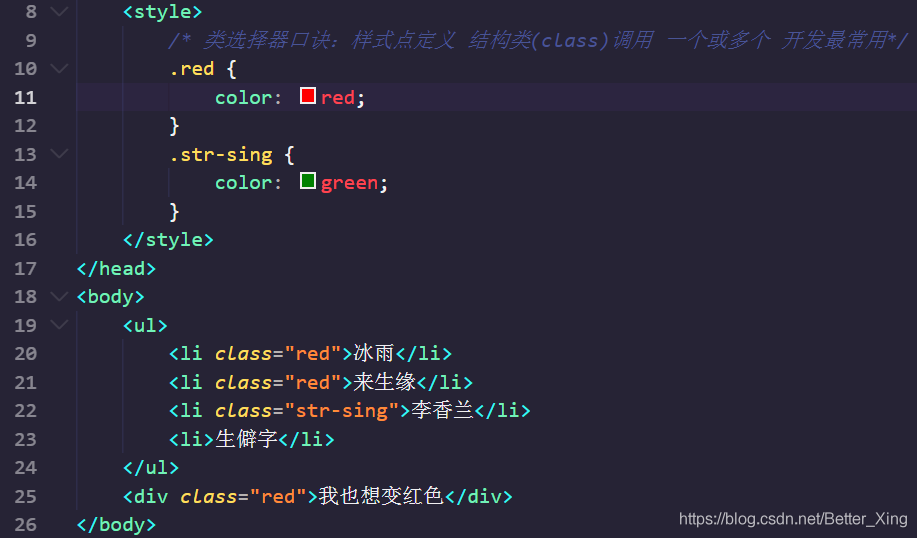 8 <style>
9 /* 类选择器口诀：样式点定义 结构类(class)调用 一个或多个 开发最常用*/
10 .red {
11 color: red;
12 }
13 .str-sing {
14 color: green;
15 }
16 </style>
17 </head>
18 <body>
19 <ul>
20 <li class="red">冰雨</li>
21 <li class="red">来生缘</li>
22 <li class="str-sing">李香兰</li>
23 <li>生僻字</li>
24 </ul>
25 <div class="red">我也想变红色</div>
26 </body>
https://blog.csdn.net/Better_Xing